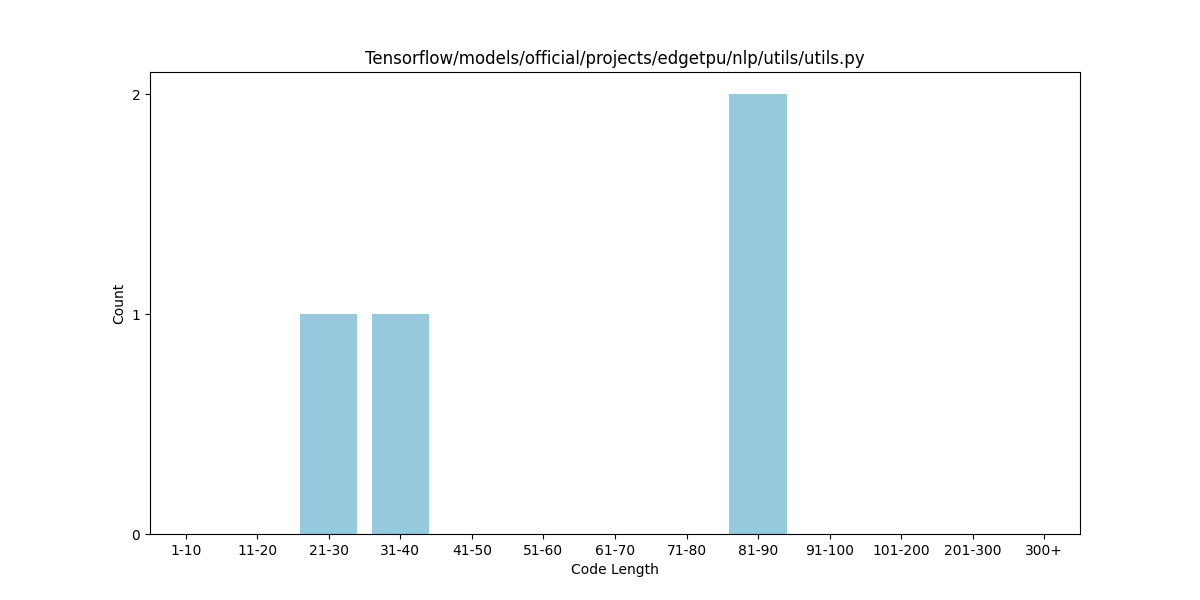 Tensorflow/models/official/projects/edgetpu/nlp/utils/utils.py
2
1
0
Count
1-10 11-20 21-30 31-40 41-50 51-60 61-70 71-80 81-90 91-100 101-200 201-300 300+
Code Length